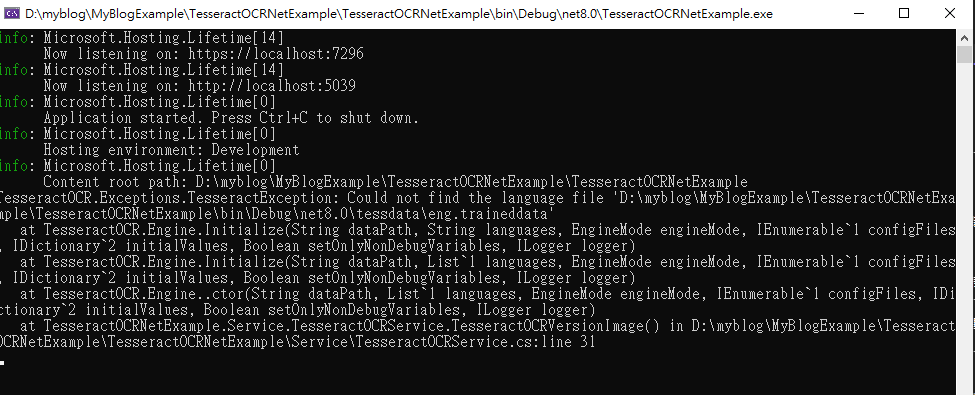 D:\myblog\MyBlogExample\TesseractOCRNetExample\TesseractOCRNetExample\bin\Debug\net8.0\TesseractOCRNetExample.exe
info: Microsoft.Hosting.Lifetime[14]
Now listening on: https://localhost:7296
info: Microsoft.Hosting.Lifetime[14]
Now listening on: http://localhost:5039
info: Microsoft.Hosting.Lifetime[0]
Application started. Press Ctrl+C to shut down.
info: Microsoft.Hosting.Lifetime[0]
Hosting environment: Development
info: Microsoft.Hosting.Lifetime[0]
Content root path: D:\myblog\MyBlogExample\TesseractOCRNetExample\TesseractOCRNetExample
TesseractOCR.Exceptions.TesseractException: Could not find the language file 'D:\myblog\MyBlogExample\TesseractOCRNetExa
mple\TesseractOCRNetExample\bin\Debug\net8.0\tessdata\eng.traineddata'
at TesseractOCR.Engine.Initialize(String dataPath, String languages, EngineMode engineMode, IEnumerable`1 configFiles
, IDictionary`2 initialValues, Boolean setOnlyNonDebugVariables, ILogger logger)
at TesseractOCR.Engine.Initialize(String dataPath, List`1 languages, EngineMode engineMode, IEnumerable`1 configFiles
, IDictionary`2 initialValues, Boolean setOnlyNonDebugVariables, ILogger logger)
at TesseractOCR.Engine..ctor(String dataPath, List`1 languages, EngineMode engineMode, IEnumerable`1 configFiles, IDi
ctionary`2 initialValues, Boolean setOnlyNonDebugVariables, ILogger logger)
at TesseractOCRNetExample.Service.TesseractOCRService.TesseractOCRVersionImage() in D:\myblog\MyBlogExample\Tesseract
OCRNetExample\TesseractOCRNetExample\Service\TesseractOCRService.cs:line 31